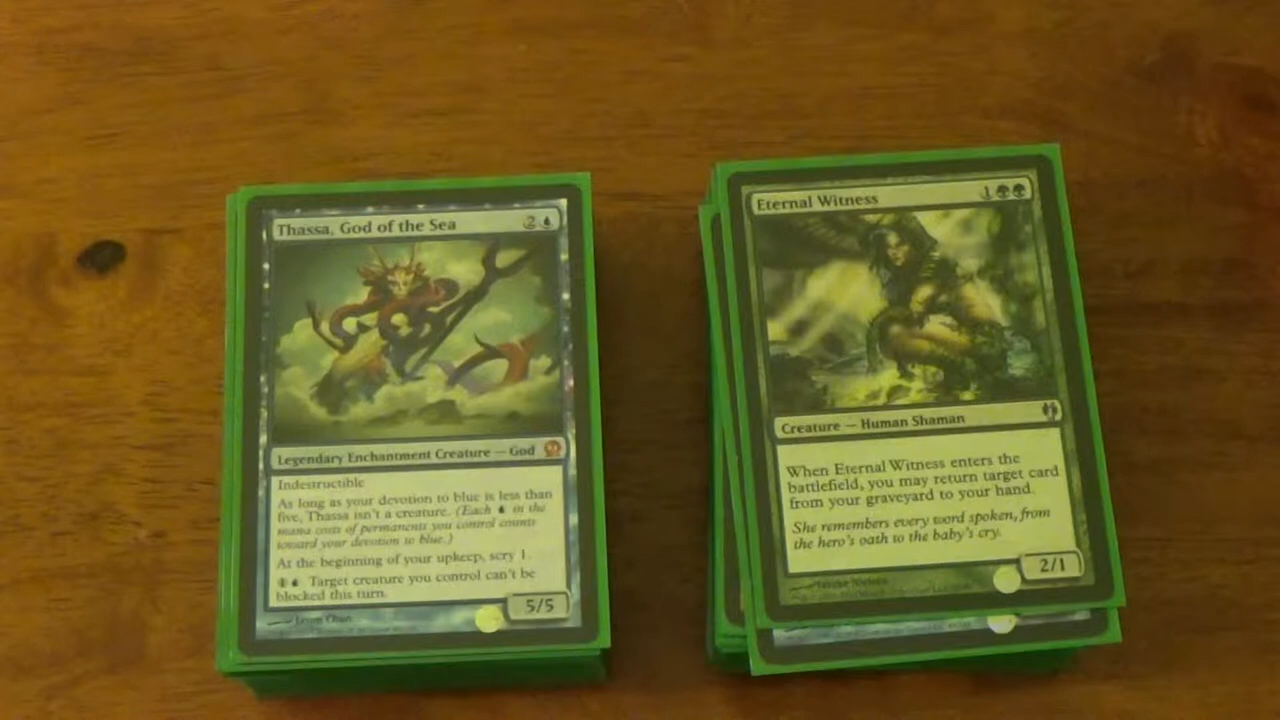 Thassa, God of the Sea 2
Legendary Enchantment Creature — God
Indestructible
As long as your devotion to blue is less than
five, Thassa isn't a creature. (Each in the
mana costs of permanents you control counts
toward your devotion to blue.)
At the beginning of your upkeep, scry 1.
1 Target creature you control can't be
blocked this turn.
5/5
Jason Chan
Eternal Witness 1
Creature — Human Shaman
When Eternal Witness enters the
battlefield, you may return target card
from your graveyard to your hand.
She remembers every word spoken, from
the hero's oath to the baby's cry.
2/1